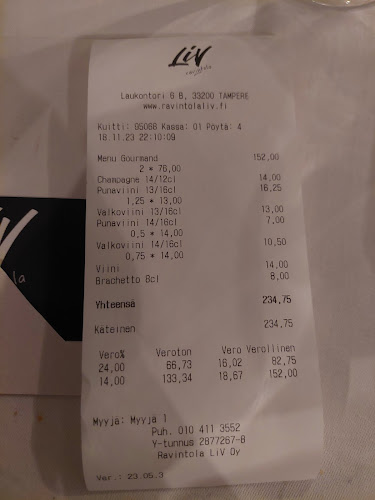 LiV
ravintola
Laukontori 6 B, 33200 TAMPERE
www.ravintolaliv.fi
Kuitti: 05068 Kassa: 01 Pöytä: 4
18.11.23 22:10:09
Menu Gourmand 152,00
2 * 76,00
Champagne 14/12cl 14,00
Punaviini 13/16cl 16,25
1,25 * 13,00
Valkoviini 13/16cl 13,00
Punaviini 14/16cl 7,00
0,5 * 14,00
Valkoviini 14/16cl 10,50
0,75 * 14,00
Viini 14,00
Brachetto 8cl 8,00
Yhteensä 234,75
Käteinen 234,75
Vero% Veroton Vero Verollinen
24,00 66,73 16,02 82,75
14,00 133,34 18,67 152,00
Myyjä: Myyjä 1
Puh. 010 411 3552
Y-tunnus 2877267-8
Ravintola LiV Oy
Ver.: 23.05.3
la